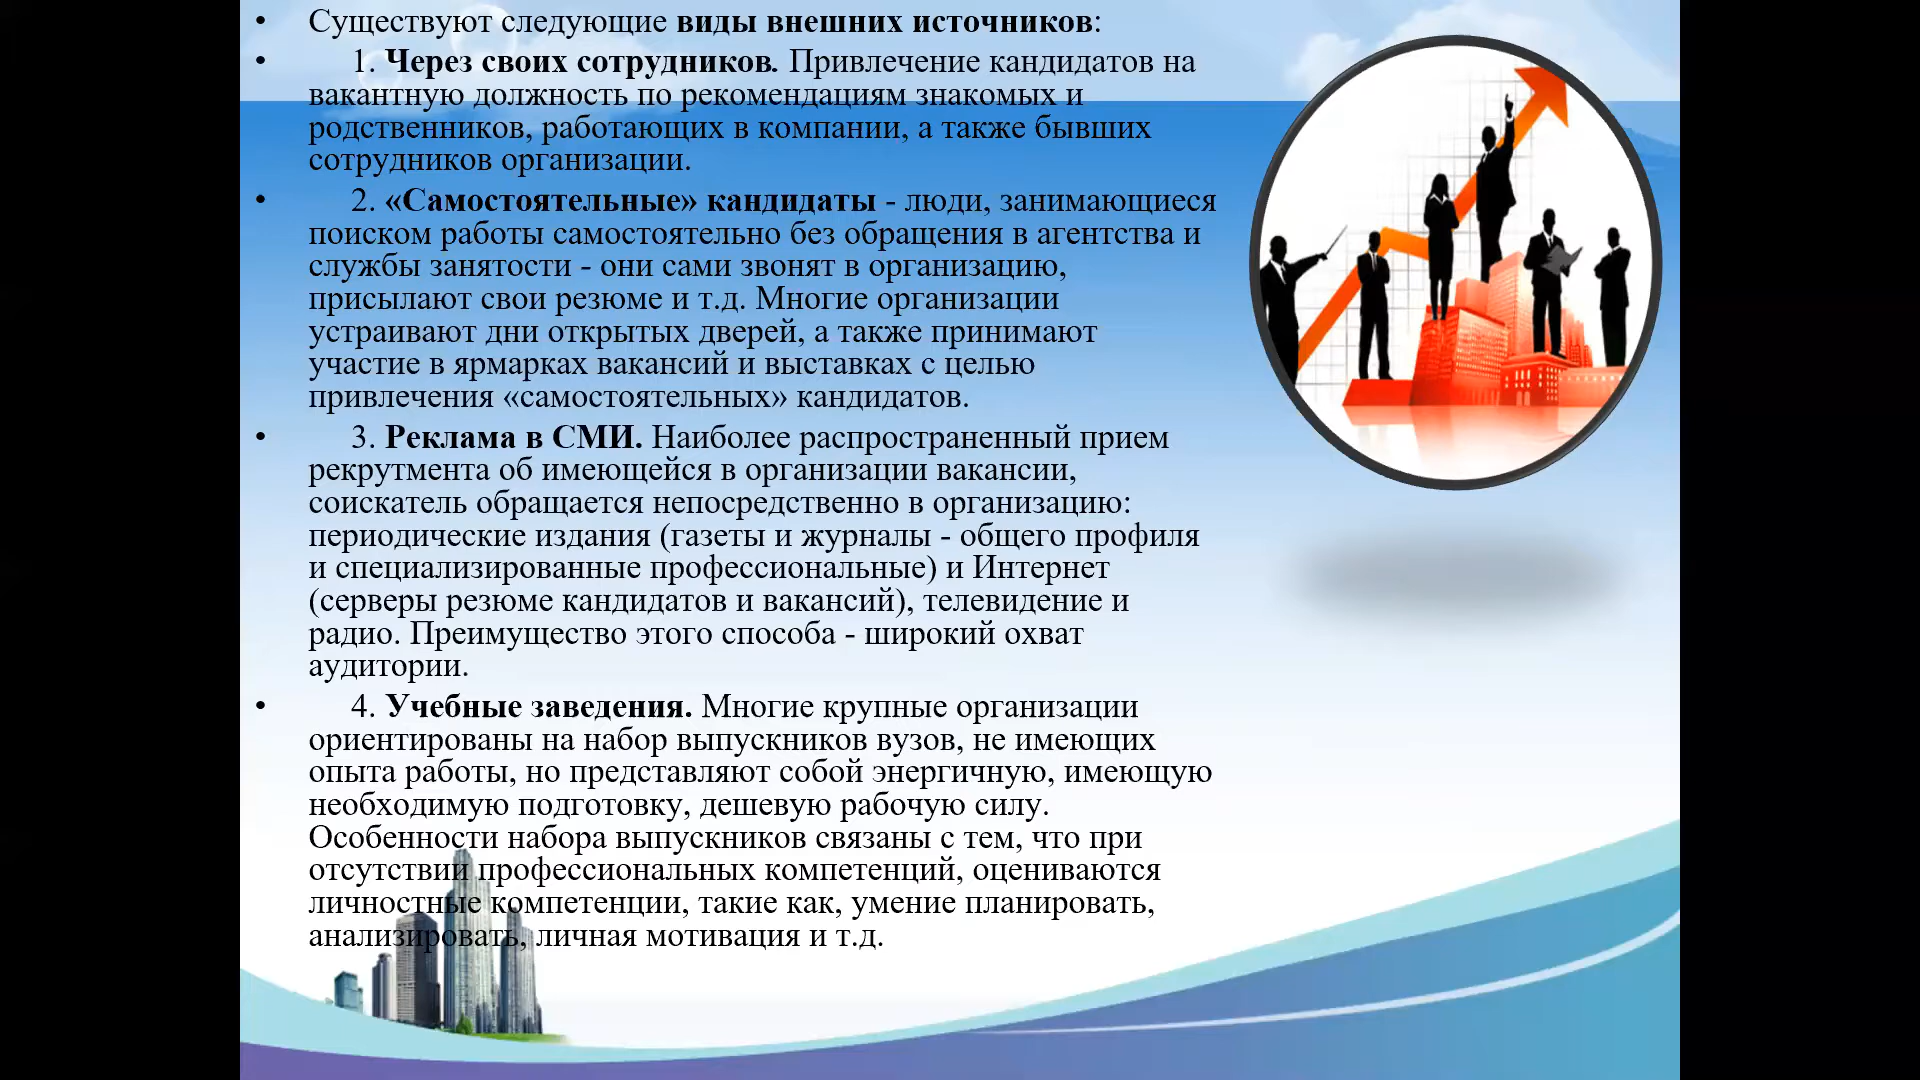 • Существуют следующие виды внешних источников:
• 1. Через своих сотрудников. Привлечение кандидатов на
вакантную должность по рекомендациям знакомых и
родственников, работающих в компании, а также бывших
сотрудников организации.
• 2. «Самостоятельные» кандидаты - люди, занимающиеся
поиском работы самостоятельно без обращения в агентства и
службы занятости - они сами звонят в организацию,
присылают свои резюме и т.д. Многие организации
устраивают дни открытых дверей, а также принимают
участие в ярмарках вакансий и выставках с целью
привлечения «самостоятельных» кандидатов.
• 3. Реклама в СМИ. Наиболее распространенный прием
рекрутмента об имеющейся в организации вакансии,
соискатель обращается непосредственно в организацию:
периодические издания (газеты и журналы - общего профиля
и специализированные профессиональные) и Интернет
(серверы резюме кандидатов и вакансий), телевидение и
радио. Преимущество этого способа - широкий охват
аудитории.
• 4. Учебные заведения. Многие крупные организации
ориентированы на набор выпускников вузов, не имеющих
опыта работы, но представляют собой энергичную, имеющую
необходимую подготовку, дешевую рабочую силу.
Особенности набора выпускников связаны с тем, что при
отсутствии профессиональных компетенций, оцениваются
личностные компетенции, такие как, умение планировать,
анализировать, личная мотивация и т.д.